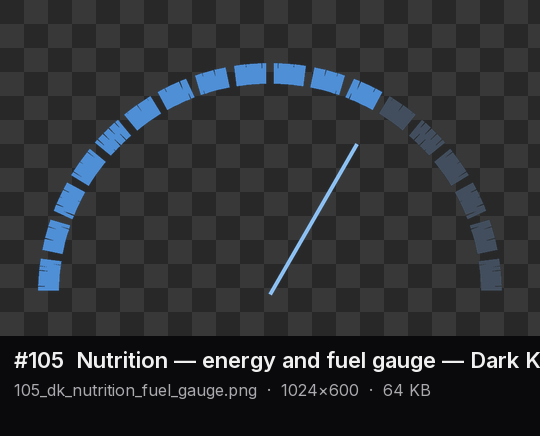 #105 Nutrition — energy and fuel gauge — Dark K
105_dk_nutrition_fuel_gauge.png · 1024×600 · 64 KB